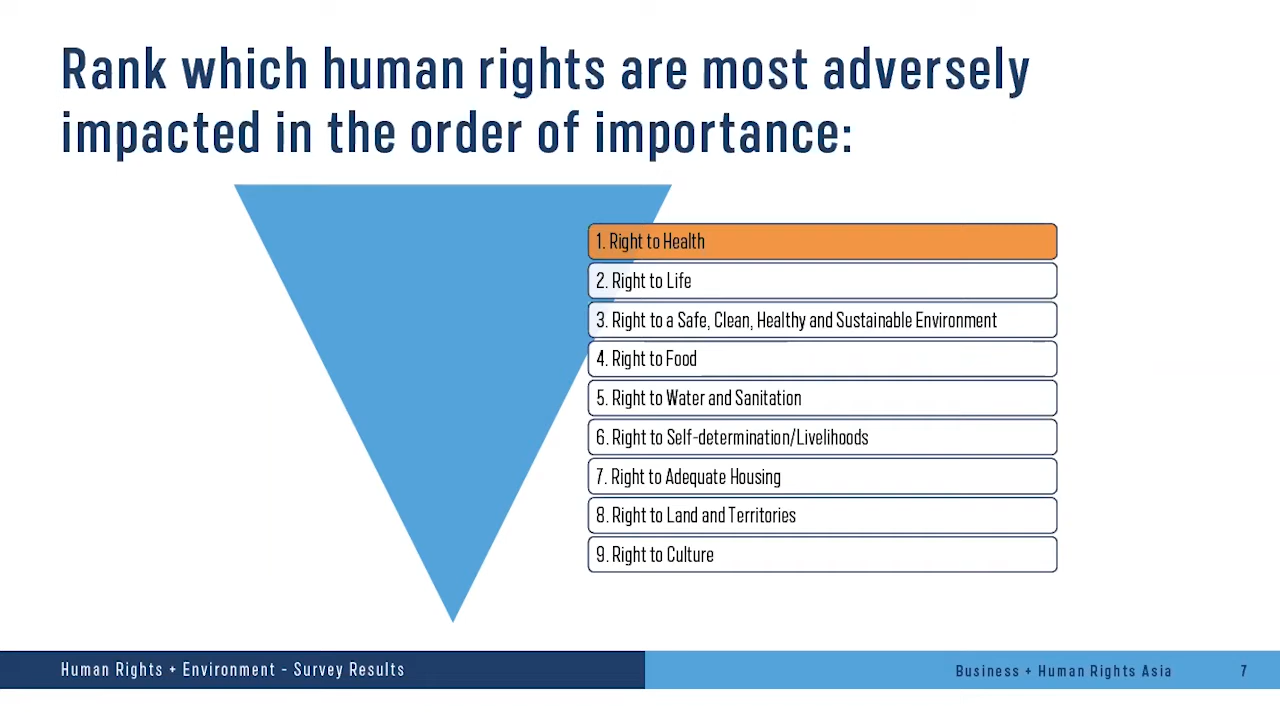 Rank which human rights are most adversely
impacted in the order of importance:
1. Right to Health
2. Right to Life
3. Right to a Safe, Clean, Healthy and Sustainable Environment
4. Right to Food
5. Right to Water and Sanitation
6. Right to Self-determination/Livelihoods
7. Right to Adequate Housing
8. Right to Land and Territories
9. Right to Culture
Human Rights + Environment - Survey Results
Business + Human Rights Asia
7